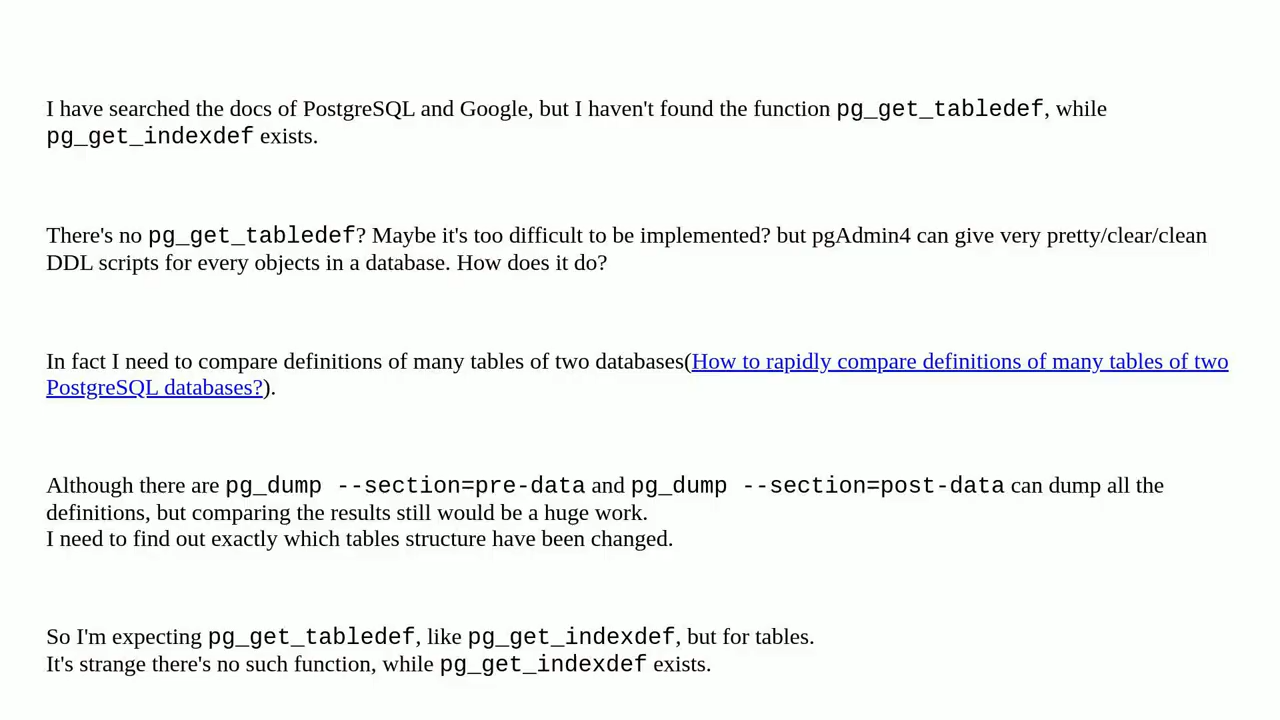 I have searched the docs of PostgreSQL and Google, but I haven't found the function pg_get_tabledef, while
pg_get_indexdef exists.
There's no pg_get_tabledef? Maybe it's too difficult to be implemented? but pgAdmin4 can give very pretty/clear/clean
DDL scripts for every objects in a database. How does it do?
In fact I need to compare definitions of many tables of two databases(How to rapidly compare definitions of many tables of two
PostgreSQL databases?).
Although there are pg_dump --section=pre-data and pg_dump --section=post-data can dump all the
definitions, but comparing the results still would be a huge work.
I need to find out exactly which tables structure have been changed.
So I'm expecting pg_get_tabledef, like pg_get_indexdef, but for tables.
It's strange there's no such function, while pg_get_indexdef exists.